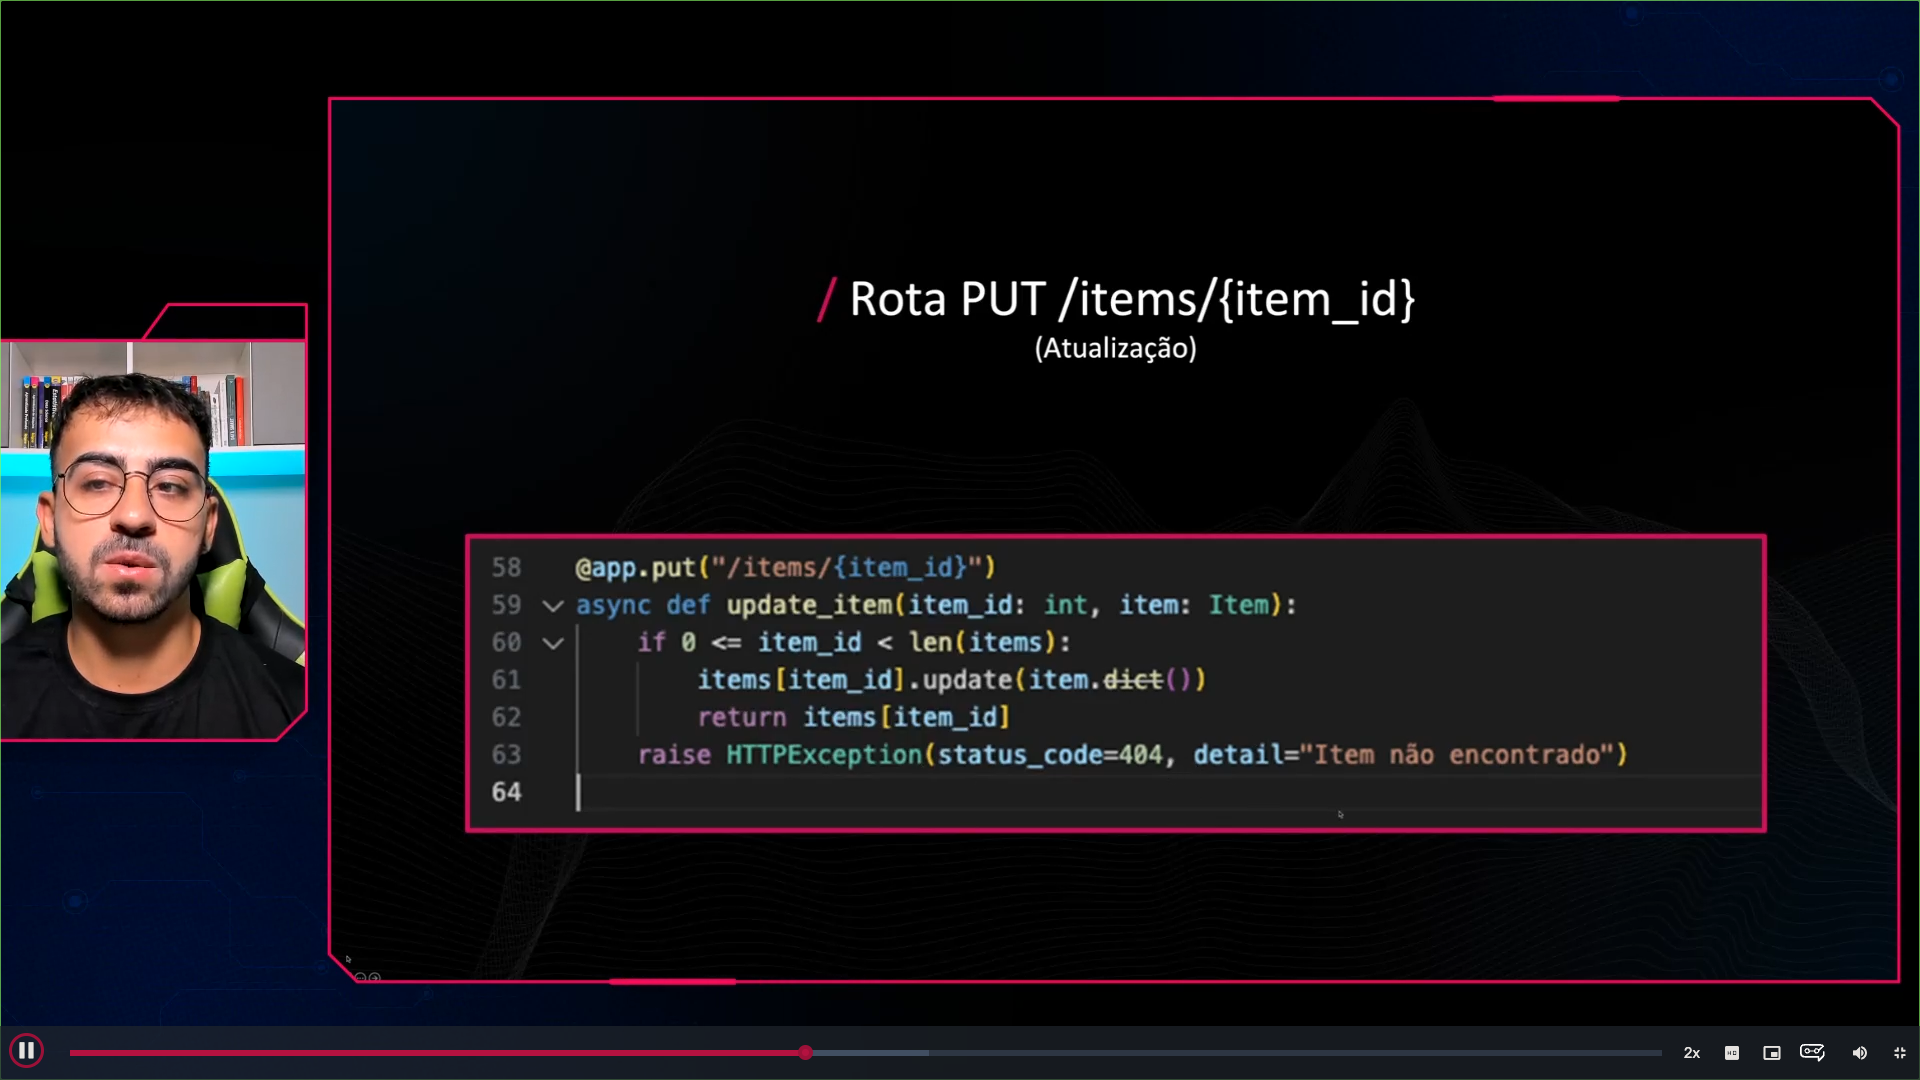 / Rota PUT /items/{item_id}
(Atualização)
58 @app.put("/items/{item_id}")
59 async def update_item(item_id: int, item: Item):
60 if 0 <= item_id < len(items):
61 items[item_id].update(item.dict())
62 return items[item_id]
63 raise HTTPException(status_code=404, detail="Item não encontrado")
64
2x
HD